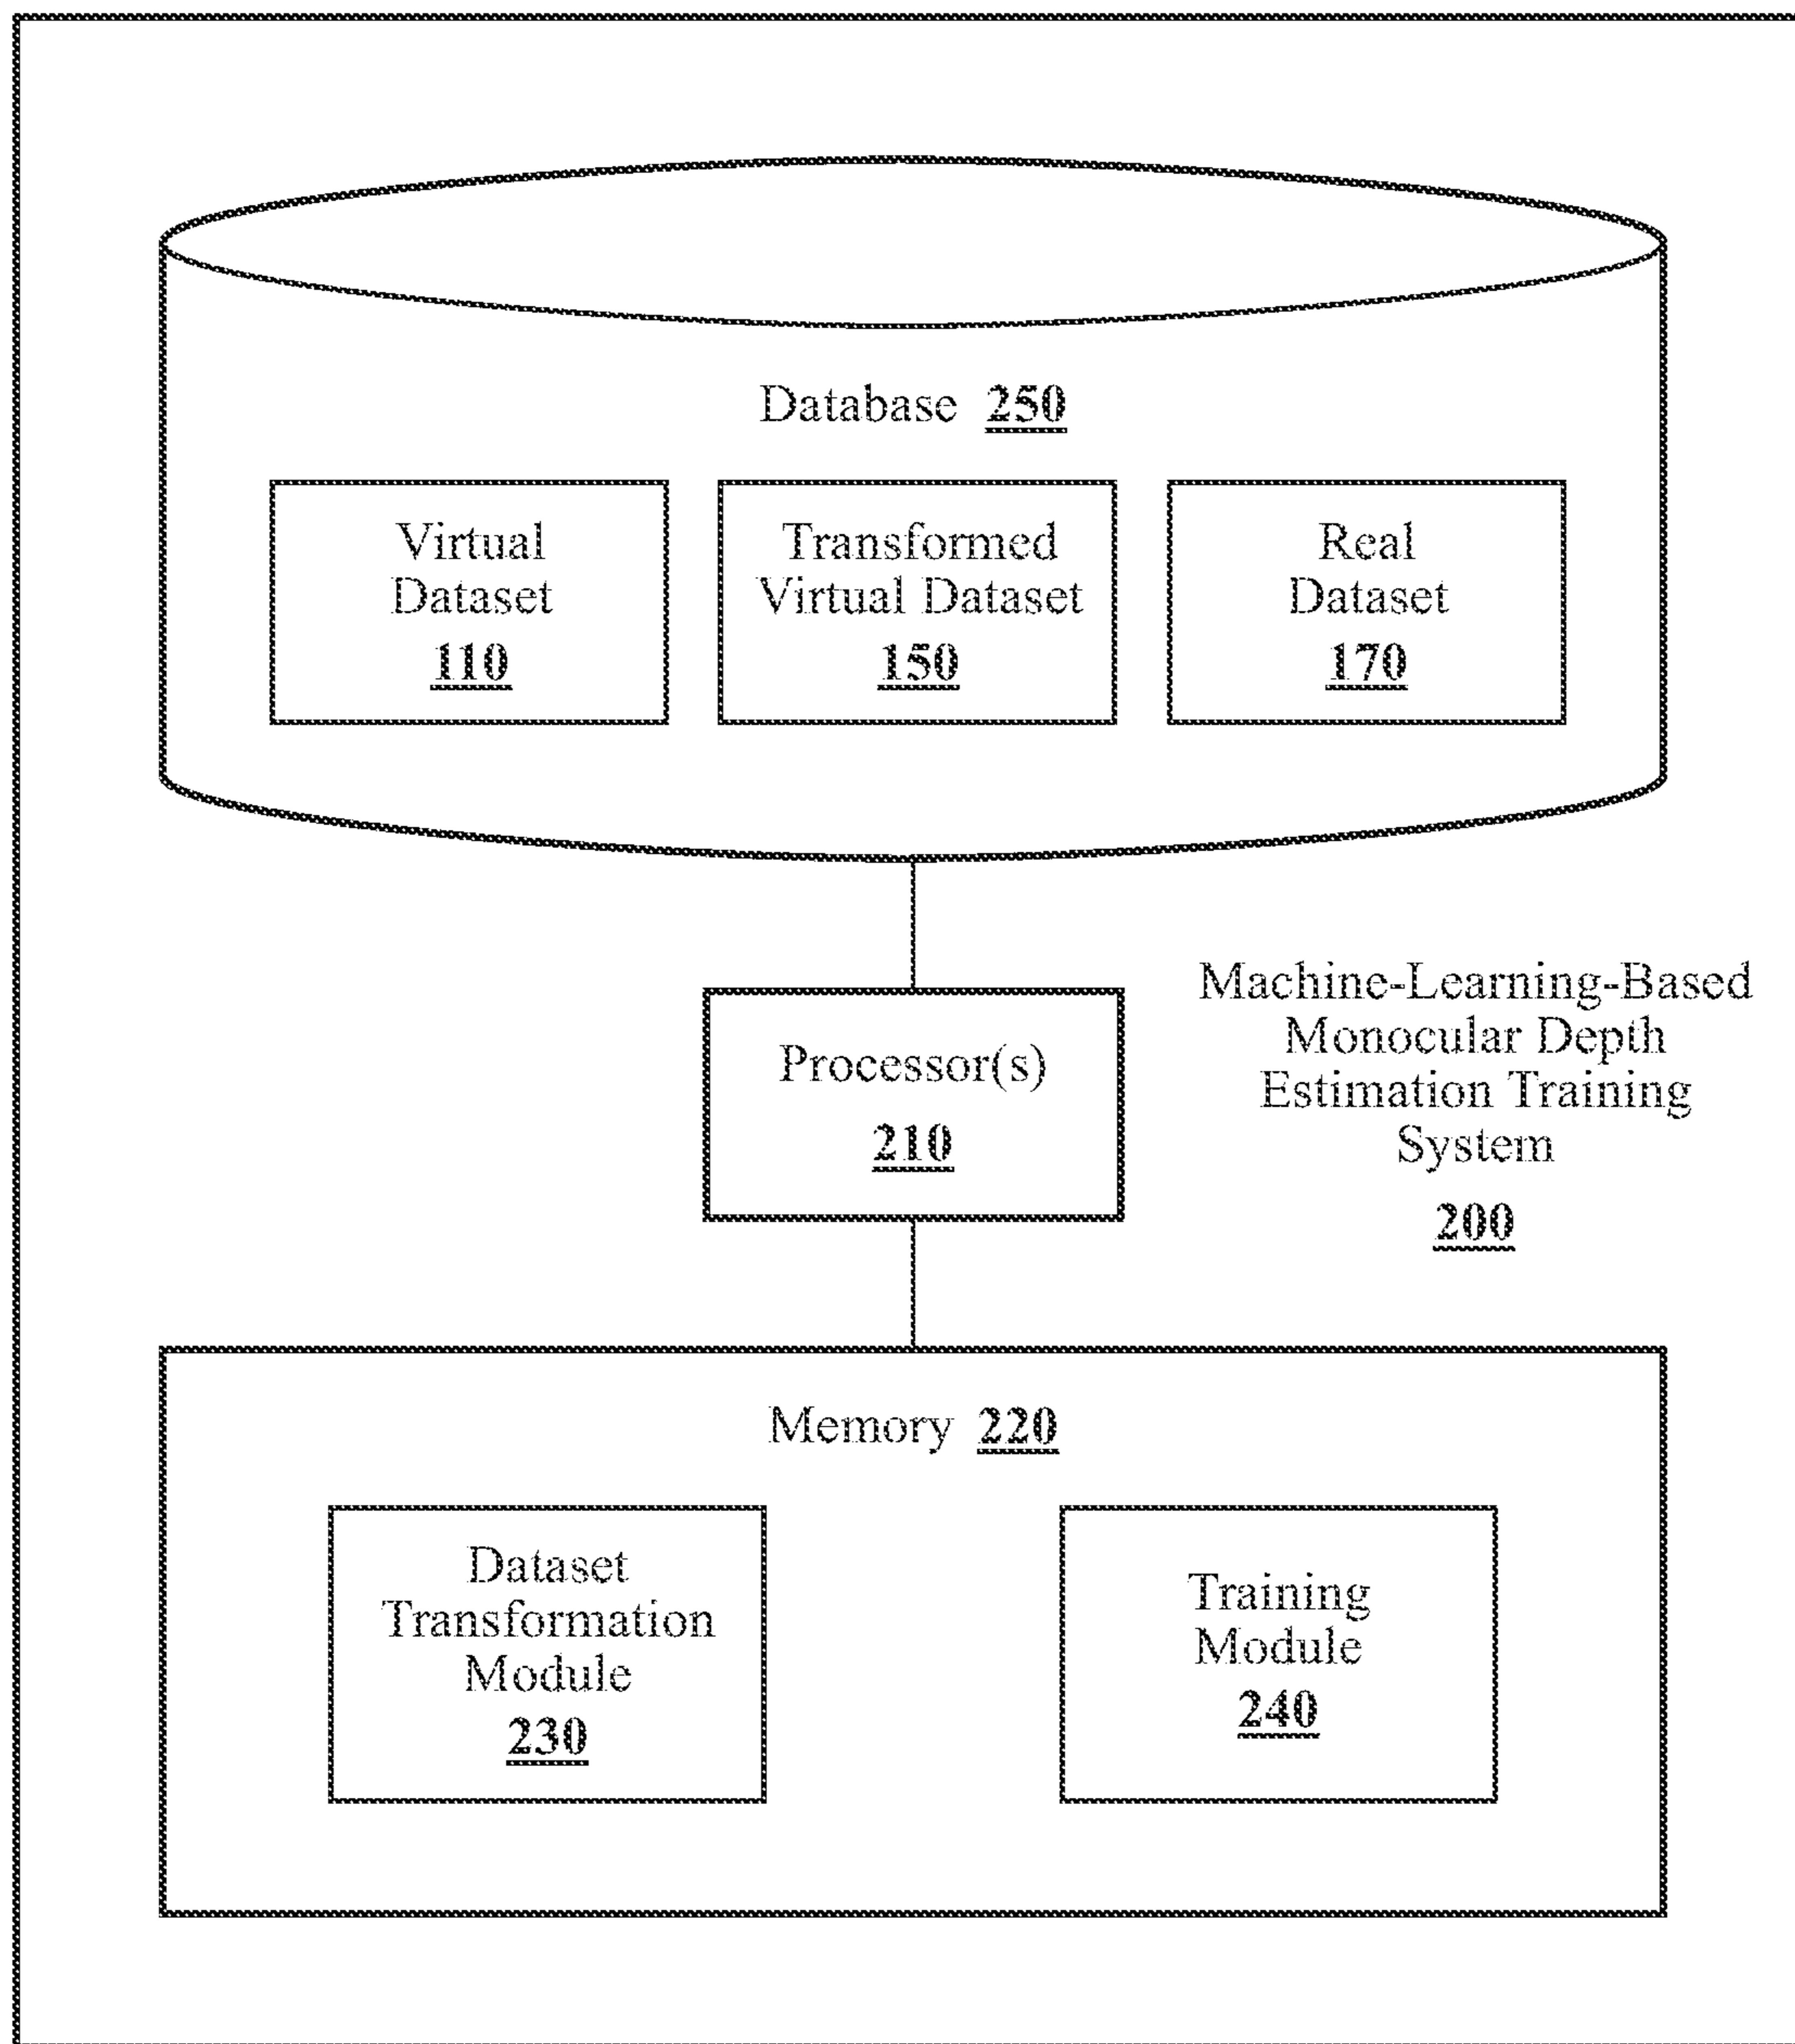 Database 250
Virtual
Dataset
110
Transformed
Virtual Dataset
150
Real
Dataset
170
Processor(s)
210
Machine-Learning-Based
Monocular Depth
Estimation Training
System
200
Memory 220
Dataset
Transformation
Module
230
Training
Module
240